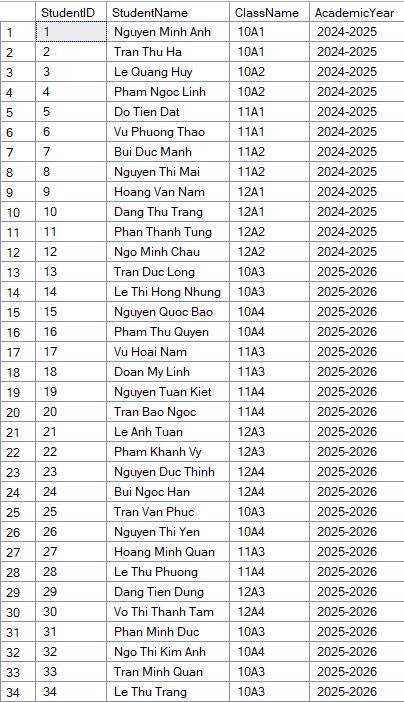 StudentID StudentName ClassName AcademicYear
1 1 Nguyen Minh Anh 10A1 2024-2025
2 2 Tran Thu Ha 10A1 2024-2025
3 3 Le Quang Huy 10A2 2024-2025
4 4 Pham Ngoc Linh 10A2 2024-2025
5 5 Do Tien Dat 11A1 2024-2025
6 6 Vu Phuong Thao 11A1 2024-2025
7 7 Bui Duc Manh 11A2 2024-2025
8 8 Nguyen Thi Mai 11A2 2024-2025
9 9 Hoang Van Nam 12A1 2024-2025
10 10 Dang Thu Trang 12A1 2024-2025
11 11 Phan Thanh Tung 12A2 2024-2025
12 12 Ngo Minh Chau 12A2 2024-2025
13 13 Tran Duc Long 10A3 2025-2026
14 14 Le Thi Hong Nhung 10A3 2025-2026
15 15 Nguyen Quoc Bao 10A4 2025-2026
16 16 Pham Thu Quyen 10A4 2025-2026
17 17 Vu Hoai Nam 11A3 2025-2026
18 18 Doan My Linh 11A3 2025-2026
19 19 Nguyen Tuan Kiet 11A4 2025-2026
20 20 Tran Bao Ngoc 11A4 2025-2026
21 21 Le Anh Tuan 12A3 2025-2026
22 22 Pham Khanh Vy 12A3 2025-2026
23 23 Nguyen Duc Thinh 12A4 2025-2026
24 24 Bui Ngoc Han 12A4 2025-2026
25 25 Tran Van Phuc 10A3 2025-2026
26 26 Nguyen Thi Yen 10A4 2025-2026
27 27 Hoang Minh Quan 11A3 2025-2026
28 28 Le Thu Phuong 11A4 2025-2026
29 29 Dang Tien Dung 12A3 2025-2026
30 30 Vo Thi Thanh Tam 12A4 2025-2026
31 31 Phan Minh Duc 10A3 2025-2026
32 32 Ngo Thi Kim Anh 10A4 2025-2026
33 33 Tran Minh Quan 10A3 2025-2026
34 34 Le Thu Trang 10A3 2025-2026